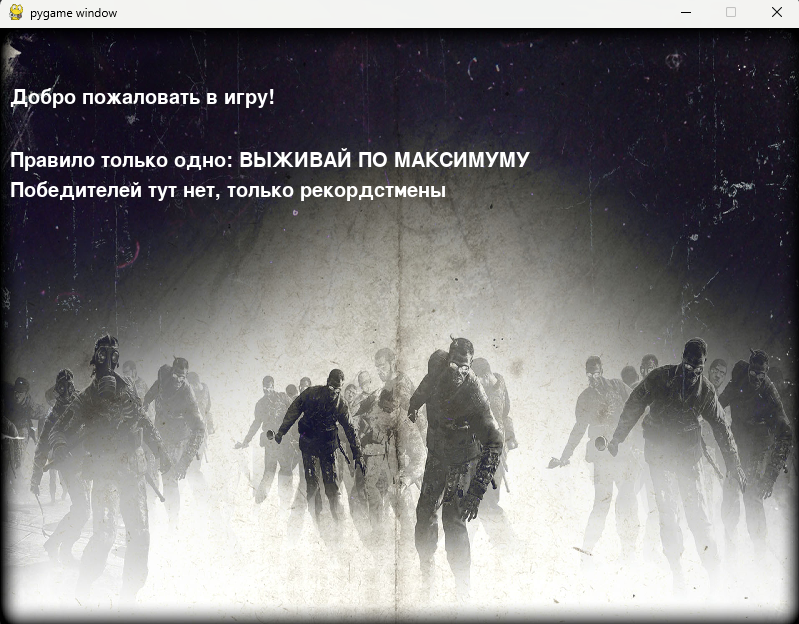 pygame window
Добро пожаловать в игру!
Правило только одно: ВЫЖИВАЙ ПО МАКСИМУМУ
Победителей тут нет, только рекордстмены